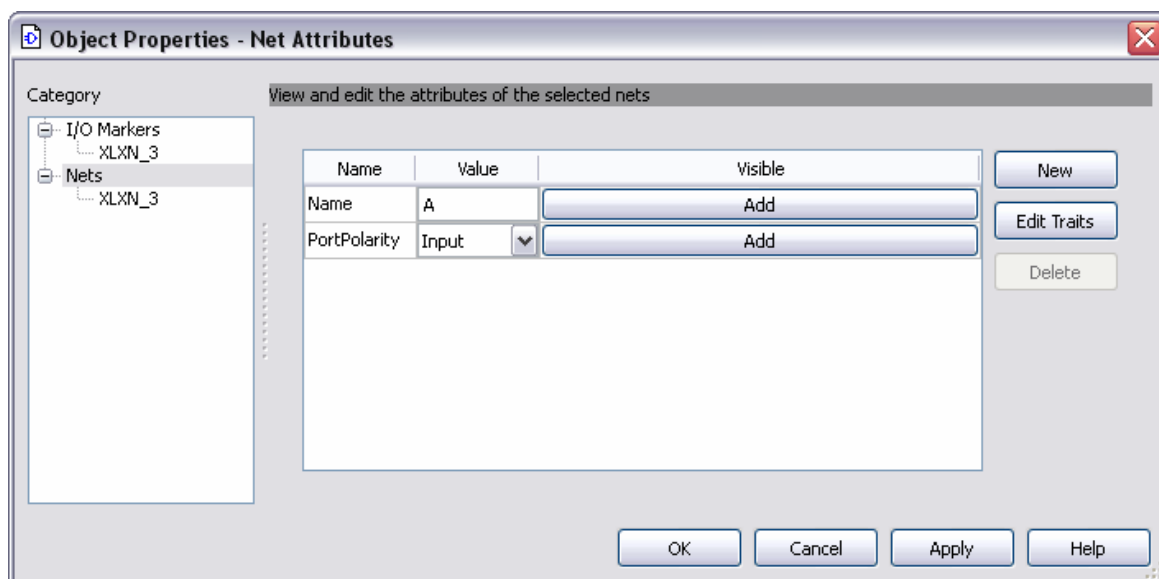 Object Properties - Net Attributes
Category
View and edit the attributes of the selected nets
I/O Markers
XLXN_3
Nets
XLXN_3
Name Value Visible
Name A Add
PortPolarity Input Add
New
Edit Traits
Delete
OK Cancel Apply Help